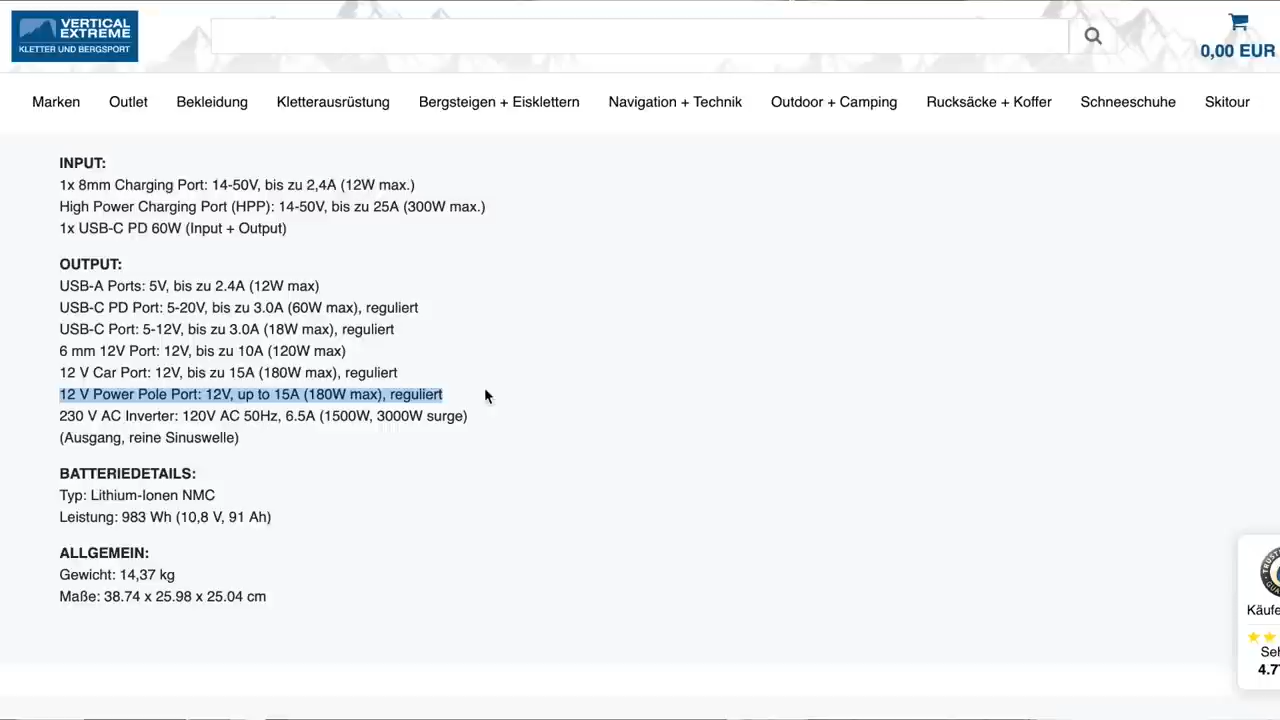 VERTICAL
EXTREME
KLETTER UND BERGSPORT
0,00 EUR
Marken Outlet Bekleidung Kletterausrüstung Bergsteigen + Eisklettern Navigation + Technik Outdoor + Camping Rucksäcke + Koffer Schneeschuhe Skitour
INPUT:
1x 8mm Charging Port: 14-50V, bis zu 2,4A (12W max.)
High Power Charging Port (HPP): 14-50V, bis zu 25A (300W max.)
1x USB-C PD 60W (Input + Output)
OUTPUT:
USB-A Ports: 5V, bis zu 2.4A (12W max)
USB-C PD Port: 5-20V, bis zu 3.0A (60W max), reguliert
USB-C Port: 5-12V, bis zu 3.0A (18W max), reguliert
6 mm 12V Port: 12V, bis zu 10A (120W max)
12 V Car Port: 12V, bis zu 15A (180W max), reguliert
12 V Power Pole Port: 12V, up to 15A (180W max), reguliert
230 V AC Inverter: 120V AC 50Hz, 6.5A (1500W, 3000W surge)
(Ausgang, reine Sinuswelle)
BATTERIEDETAILS:
Typ: Lithium-Ionen NMC
Leistung: 983 Wh (10,8 V, 91 Ah)
ALLGEMEIN:
Gewicht: 14,37 kg
Maße: 38.74 x 25.98 x 25.04 cm
Käufe
Seh
4.7